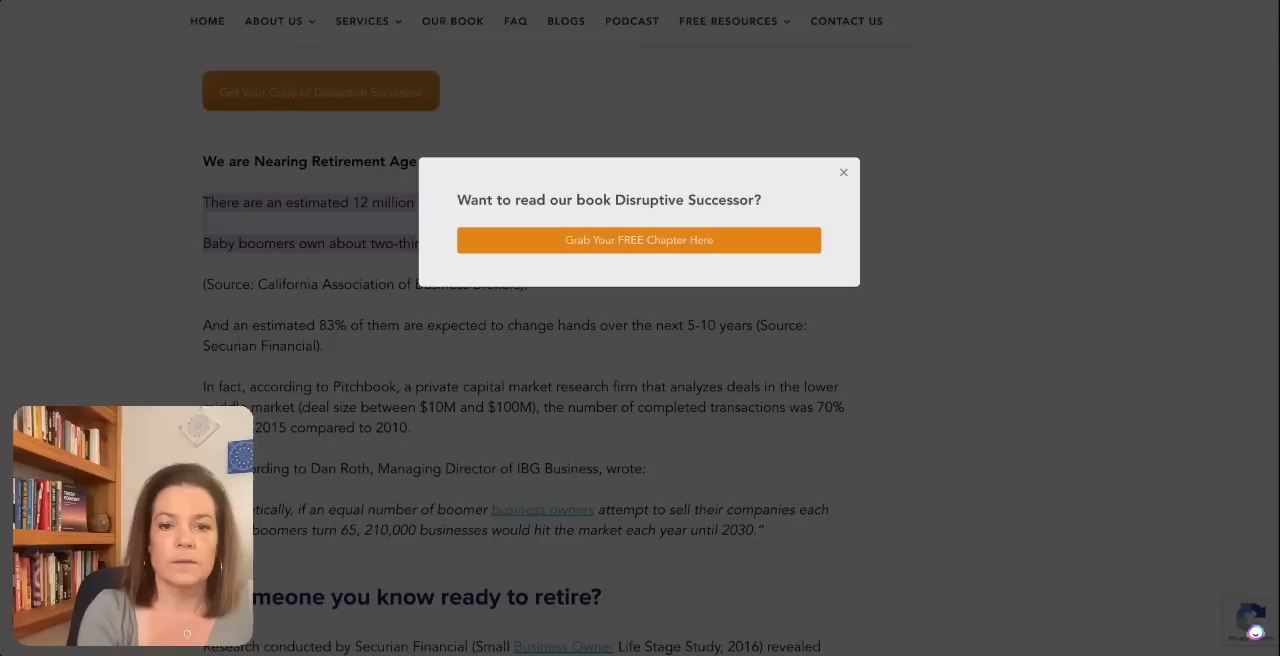 HOME ABOUT US SERVICES OUR BOOK FAQ BLOGS PODCAST FREE RESOURCES CONTACT US
Get Your Copy of Disruptive Successor
We are Nearing Retirement Age
There are an estimated 12 million
Want to read our book Disruptive Successor?
Grab Your FREE Chapter Here
Baby boomers own about
(Source: California Association of Business Brokers).
And an estimated 83% of them are expected to change hands over the next 5-10 years (Source:
Securian Financial).
In fact, according to Pitchbook, a private capital market research firm that analyzes deals in the lower
middle market (deal size between $10M and $100M), the number of completed transactions was 70%
2015 compared to 2010.
to Dan Roth, Managing Director of IBG Business, wrote:
if an equal number of boomer business owners attempt to sell their companies each
boomers turn 65, 210,000 businesses would hit the market each year until 2030.”
you know ready to retire?
Research conducted by Securian Financial (Small Business Owner Life Stage Study, 2016) revealed